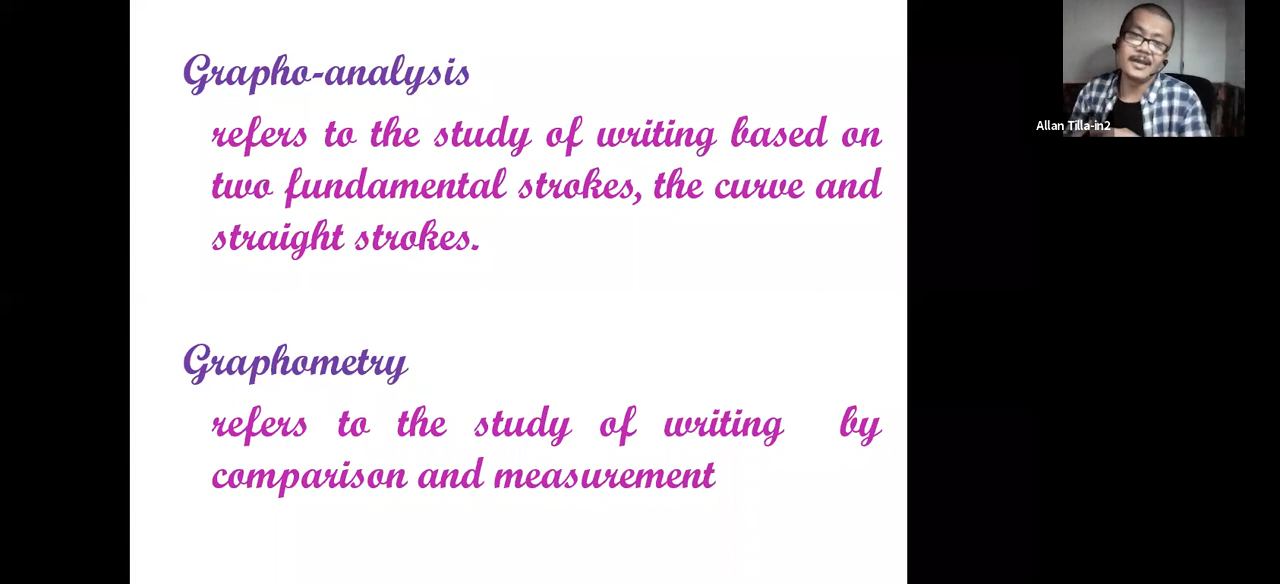 Grapho-analysis
refers to the study of writing based on
two fundamental strokes, the curve and
straight strokes.
Graphometry
refers to the study of writing by
comparison and measurement
Allan Tilla-in2